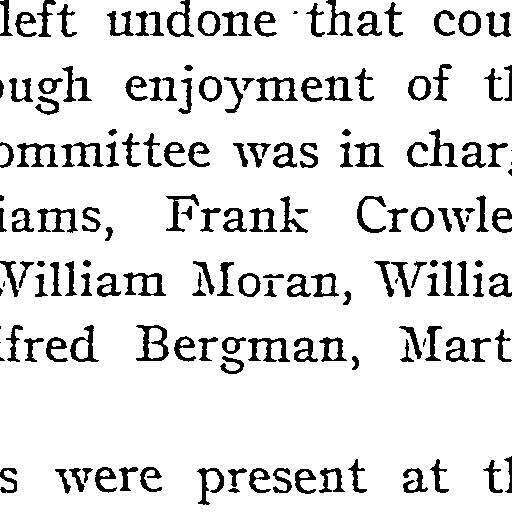 left undone that cou
ough enjoyment of th
ommittee was in charg
iams, Frank Crowle
William Moran, Willia
lfred Bergman, Mart
s were present at th